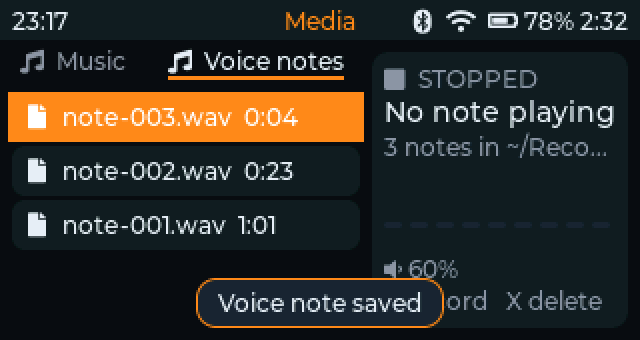 23:17 Media 78% 2:32
Music Voice notes
note-003.wav 0:04
note-002.wav 0:23
note-001.wav 1:01
STOPPED
No note playing
3 notes in ~/Reco...
60%
X delete
Voice note saved